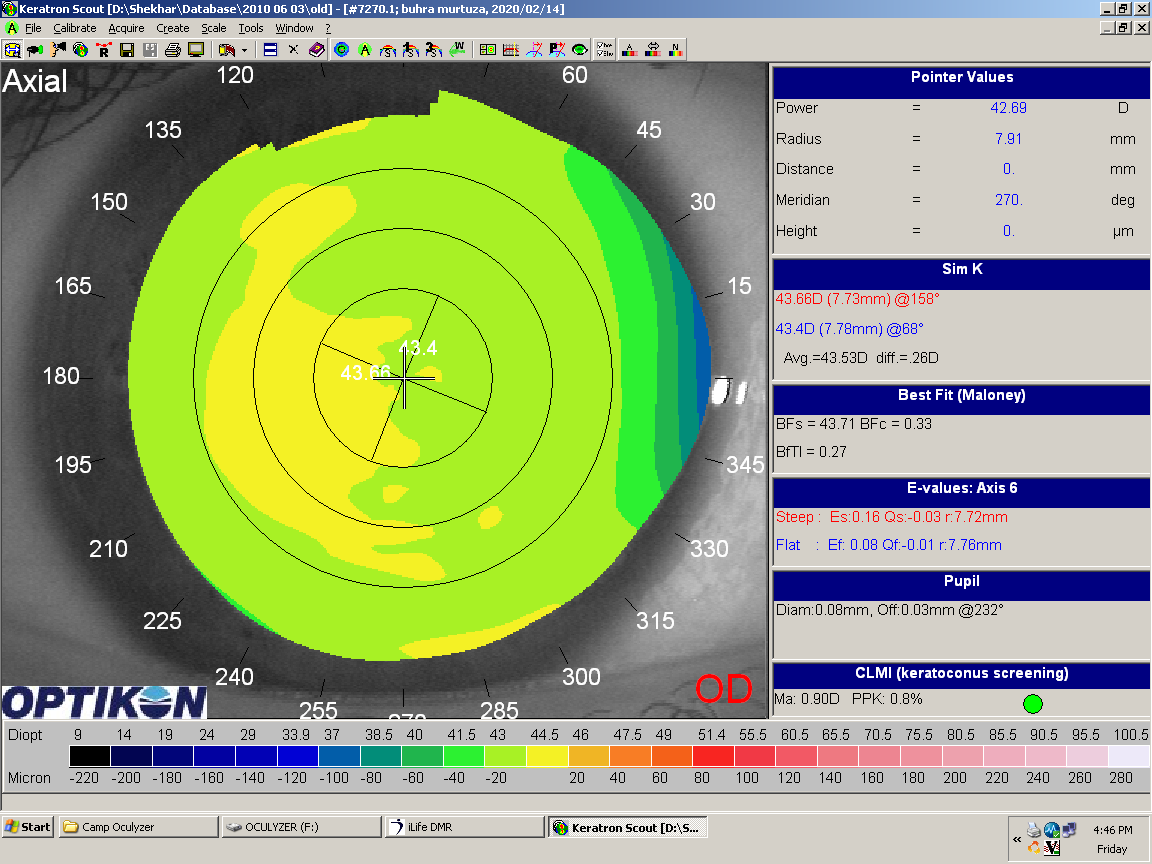 Keratron Scout [D:\Shekhar\Database\2010 06 03\old] - [#7270.1; buhra murtuza, 2020/02/14]
File Calibrate Acquire Create Scale Tools Window ?
Axial
120 60
135 45
150 30
165 15
180
195 345
210 330
225 315
240 300
255 270 285
43.4
43.66
OD
OPTIKON
Pointer Values
Power = 42.69 D
Radius = 7.91 mm
Distance = 0. mm
Meridian = 270. deg
Height = 0. µm
Sim K
43.66D (7.73mm) @158°
43.4D (7.78mm) @68°
Avg.=43.53D diff.=.26D
Best Fit (Maloney)
BFs = 43.71 BFc = 0.33
BfTI = 0.27
E-values: Axis 6
Steep : Es:0.16 Qs:-0.03 r:7.72mm
Flat : Ef: 0.08 Qf:-0.01 r:7.76mm
Pupil
Diam:0.08mm, Off:0.03mm @232°
CLMI (keratoconus screening)
Ma: 0.90D PPK: 0.8%
Diopt 9 14 19 24 29 33.9 37 38.5 40 41.5 43 44.5 46 47.5 49 51.4 55.5 60.5 65.5 70.5 75.5 80.5 85.5 90.5 95.5 100.5
Micron -220 -200 -180 -160 -140 -120 -100 -80 -60 -40 -20 20 40 60 80 100 120 140 160 180 200 220 240 260 280
Start Camp Oculyzer OCULYZER (F:) iLife DMR Keratron Scout [D:\S... « 4:46 PM
Friday